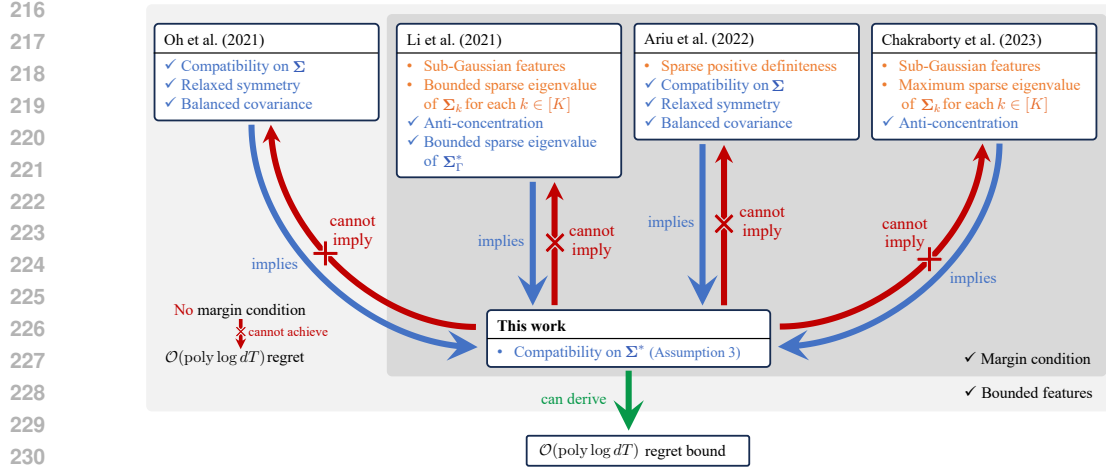 216
217
218
219
220
221
222
223
224
225
226
227
228
229
230
Oh et al. (2021)
✓ Compatibility on Σ
✓ Relaxed symmetry
✓ Balanced covariance
Li et al. (2021)
• Sub-Gaussian features
• Bounded sparse eigenvalue
of Σ_k for each k ∈ [K]
✓ Anti-concentration
✓ Bounded sparse eigenvalue
of Σ*_Γ
Ariu et al. (2022)
• Sparse positive definiteness
✓ Compatibility on Σ
✓ Relaxed symmetry
✓ Balanced covariance
Chakraborty et al. (2023)
• Sub-Gaussian features
• Maximum sparse eigenvalue
of Σ_k for each k ∈ [K]
✓ Anti-concentration
implies
cannot
imply
implies
cannot
imply
implies
cannot
imply
cannot
imply
implies
No margin condition
cannot achieve
𝒪(poly log dT) regret
This work
• Compatibility on Σ* (Assumption 3)
✓ Margin condition
✓ Bounded features
can derive
𝒪(poly log dT) regret bound